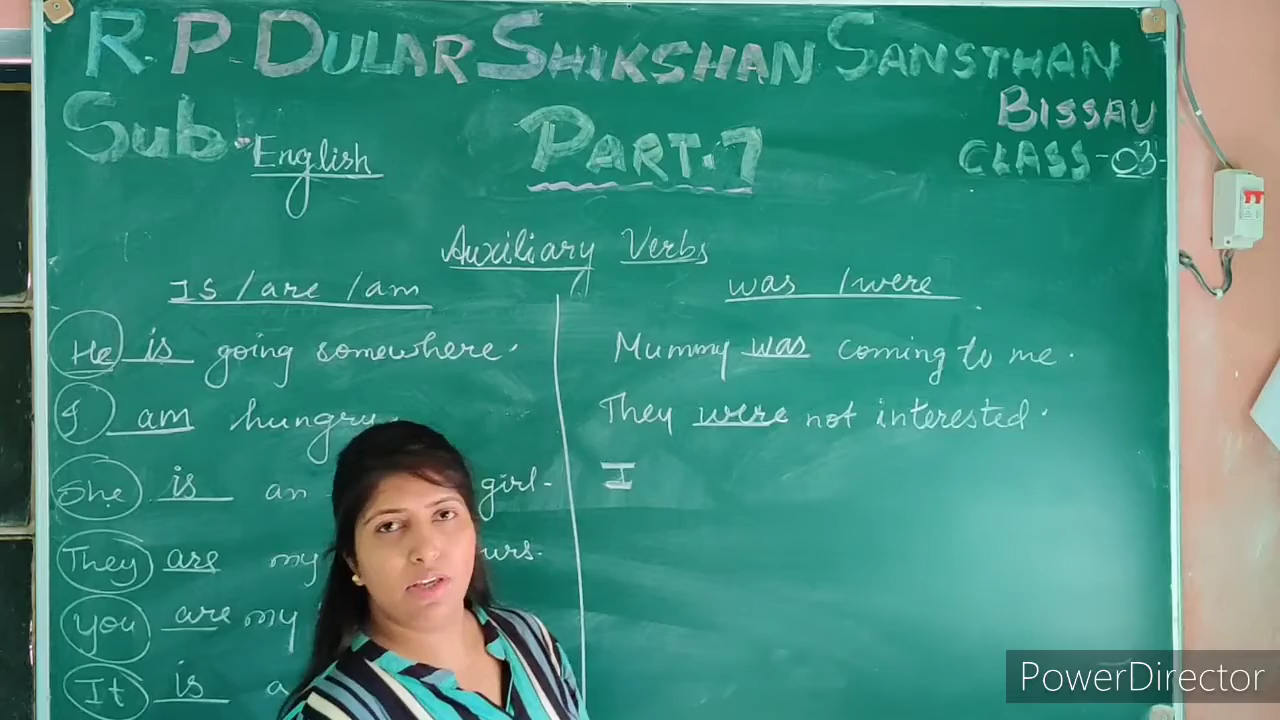 R.P. DULAR SHIKSHAN SANSTHAN
BISSAU
Sub. English
PART-7
CLASS-03
Auxiliary Verbs
Is/are/am
He is going somewhere.
I am hungry
She is an girl.
They are my
You are my
It is a
was/were
Mummy was coming to me.
They were not interested.
I
PowerDirector